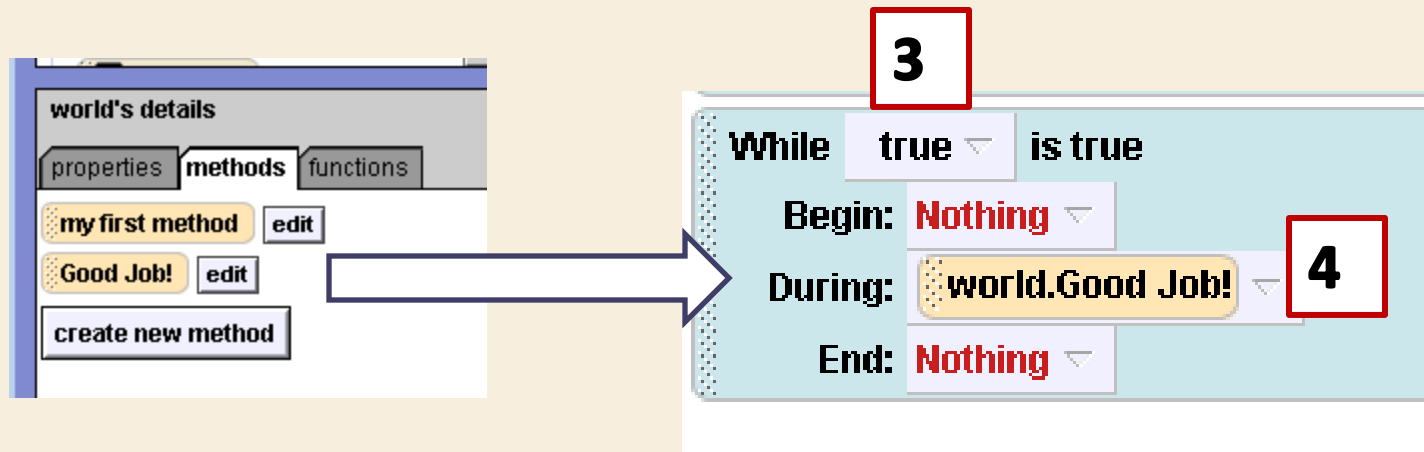 world's details
properties methods functions
my first method edit
Good Job! edit
create new method
3
While true is true
Begin: Nothing
During: world.Good Job!
4
End: Nothing